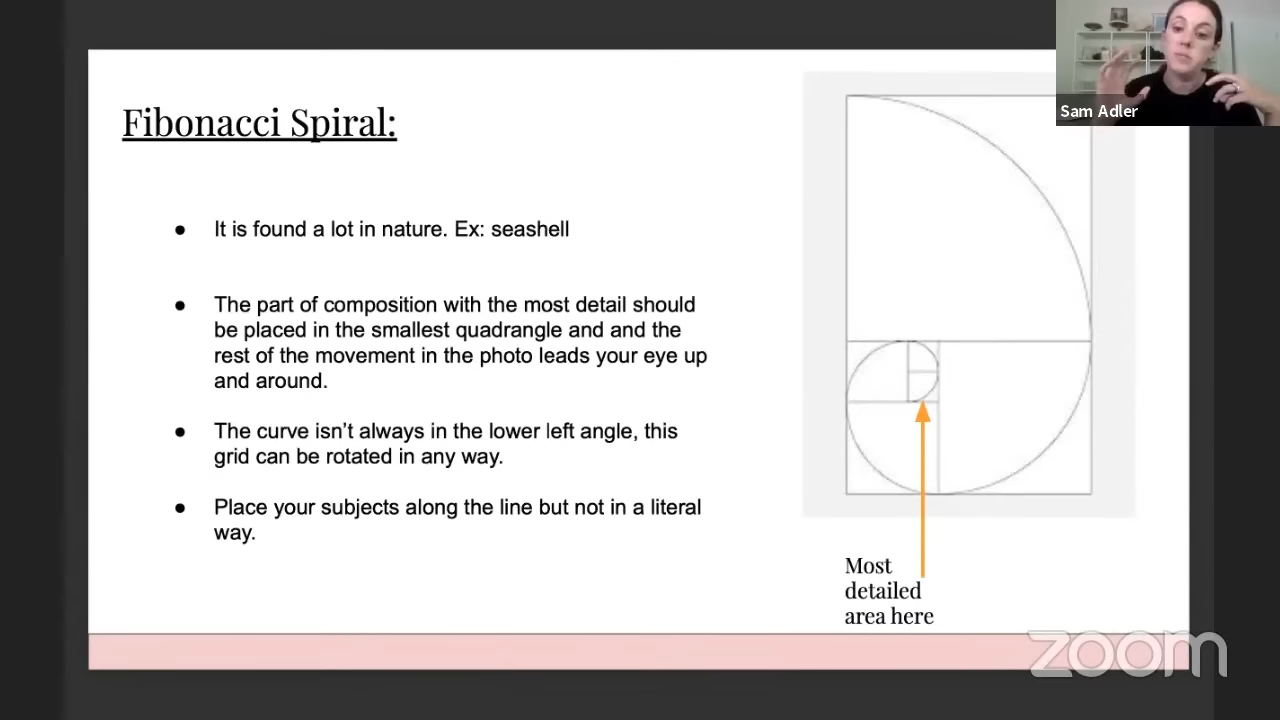 Fibonacci Spiral:
● It is found a lot in nature. Ex: seashell
● The part of composition with the most detail should
be placed in the smallest quadrangle and and the
rest of the movement in the photo leads your eye up
and around.
● The curve isn't always in the lower left angle, this
grid can be rotated in any way.
● Place your subjects along the line but not in a literal
way.
Most
detailed
area here
Sam Adler
zoom